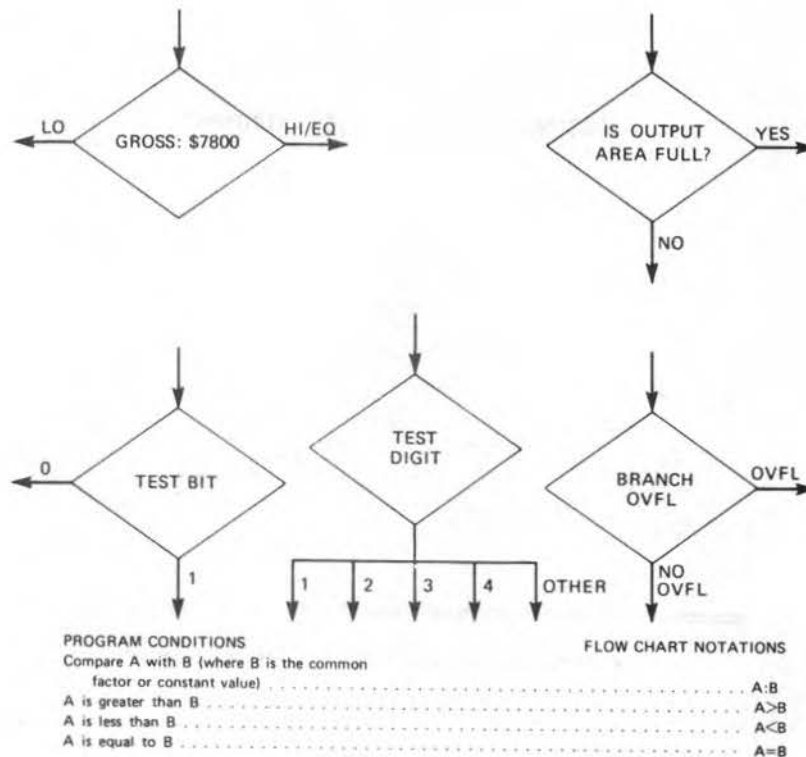 LO
GROSS: $7800
HI/EQ
IS OUTPUT
AREA FULL?
YES
NO
0
TEST BIT
1
TEST
DIGIT
1
2
3
4
OTHER
BRANCH
OVFL
OVFL
NO
OVFL
PROGRAM CONDITIONS
FLOW CHART NOTATIONS
Compare A with B (where B is the common
factor or constant value) . . . . . . . . . . . . . . . . . . . . A:B
A is greater than B . . . . . . . . . . . . . . . . . . . . A>B
A is less than B . . . . . . . . . . . . . . . . . . . . A<B
A is equal to B . . . . . . . . . . . . . . . . . . . . A=B